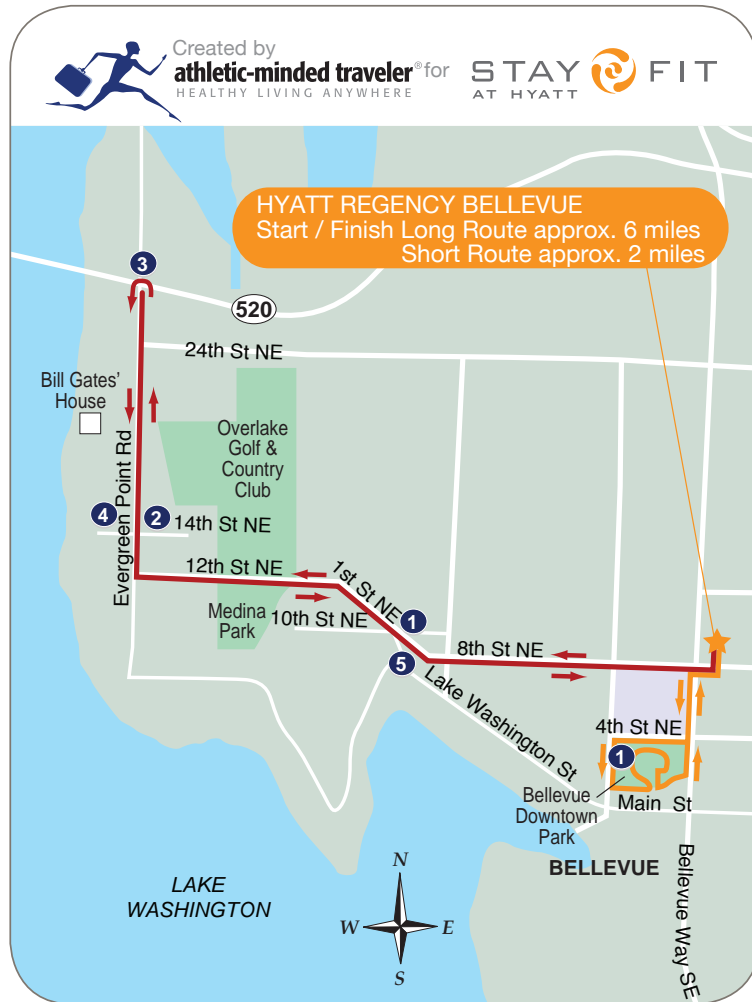 Created by
athletic-minded traveler® for
HEALTHY LIVING ANYWHERE
STAY FIT
AT HYATT
HYATT REGENCY BELLEVUE
Start / Finish Long Route approx. 6 miles
Short Route approx. 2 miles
3
520
24th St NE
Bill Gates'
House
Overlake
Golf &
Country
Club
Evergreen Point Rd
4
2
14th St NE
12th St NE
1st St NE
Medina
Park
10th St NE
1
8th St NE
5
Lake Washington St
4th St NE
1
Bellevue
Downtown
Park
Main St
BELLEVUE
Bellevue Way SE
LAKE
WASHINGTON
N
W
E
S